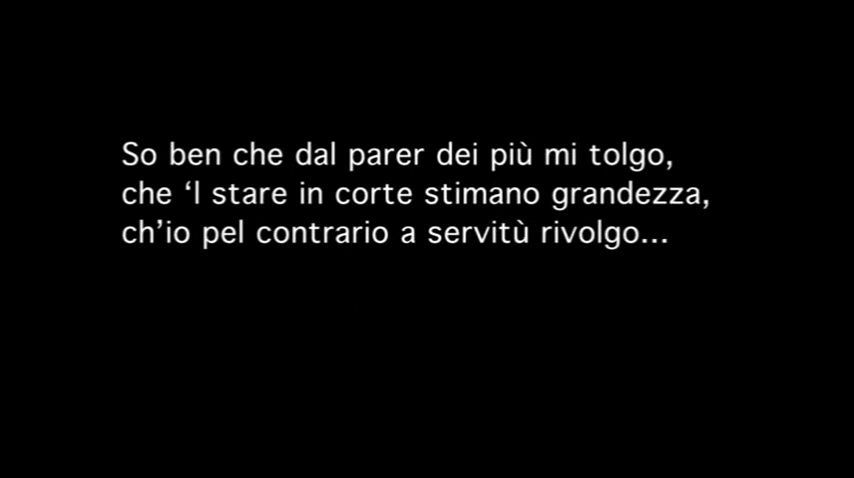 So ben che dal parer dei più mi tolgo,
che ‘l stare in corte stimano grandezza,
ch’io pel contrario a servitù rivolgo...